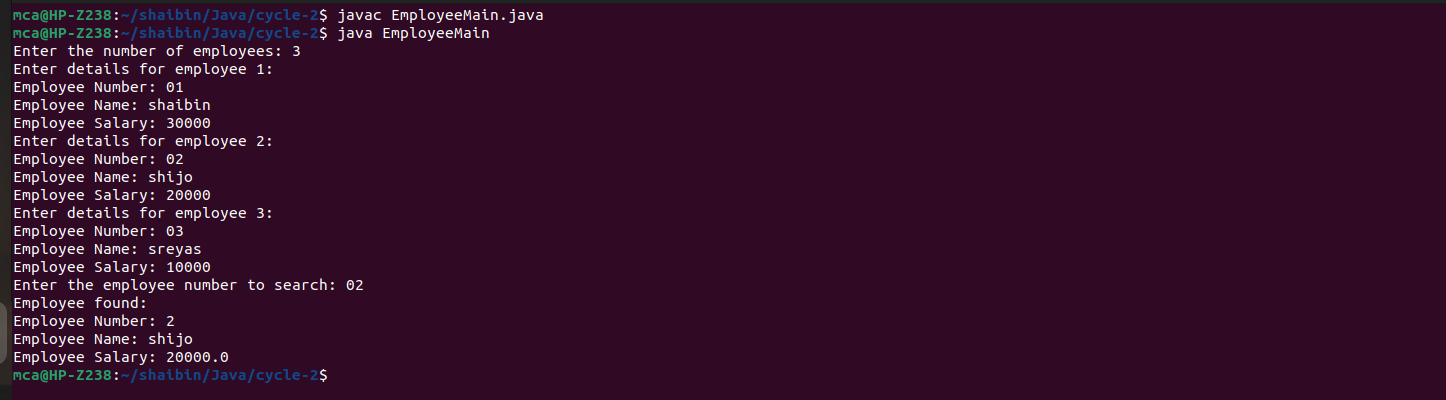 mca@HP-Z238:~/shaibin/Java/cycle-2$ javac EmployeeMain.java
mca@HP-Z238:~/shaibin/Java/cycle-2$ java EmployeeMain
Enter the number of employees: 3
Enter details for employee 1:
Employee Number: 01
Employee Name: shaibin
Employee Salary: 30000
Enter details for employee 2:
Employee Number: 02
Employee Name: shijo
Employee Salary: 20000
Enter details for employee 3:
Employee Number: 03
Employee Name: sreyas
Employee Salary: 10000
Enter the employee number to search: 02
Employee found:
Employee Number: 2
Employee Name: shijo
Employee Salary: 20000.0
mca@HP-Z238:~/shaibin/Java/cycle-2$